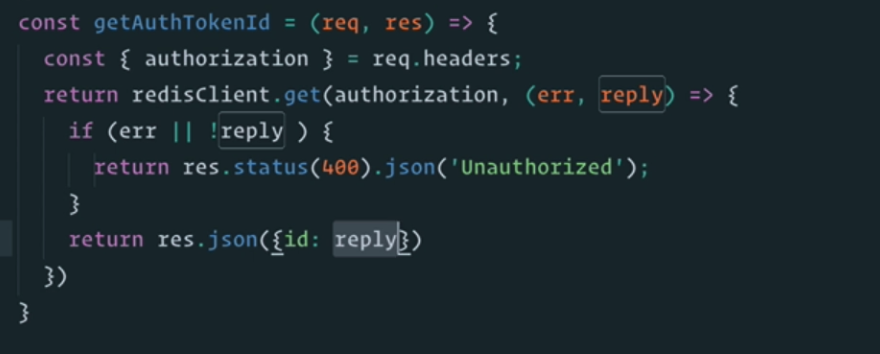 const getAuthTokenId = (req, res) => {
const { authorization } = req.headers;
return redisClient.get(authorization, (err, reply) => {
if (err || !reply ) {
return res.status(400).json('Unauthorized');
}
return res.json({id: reply})
})
}